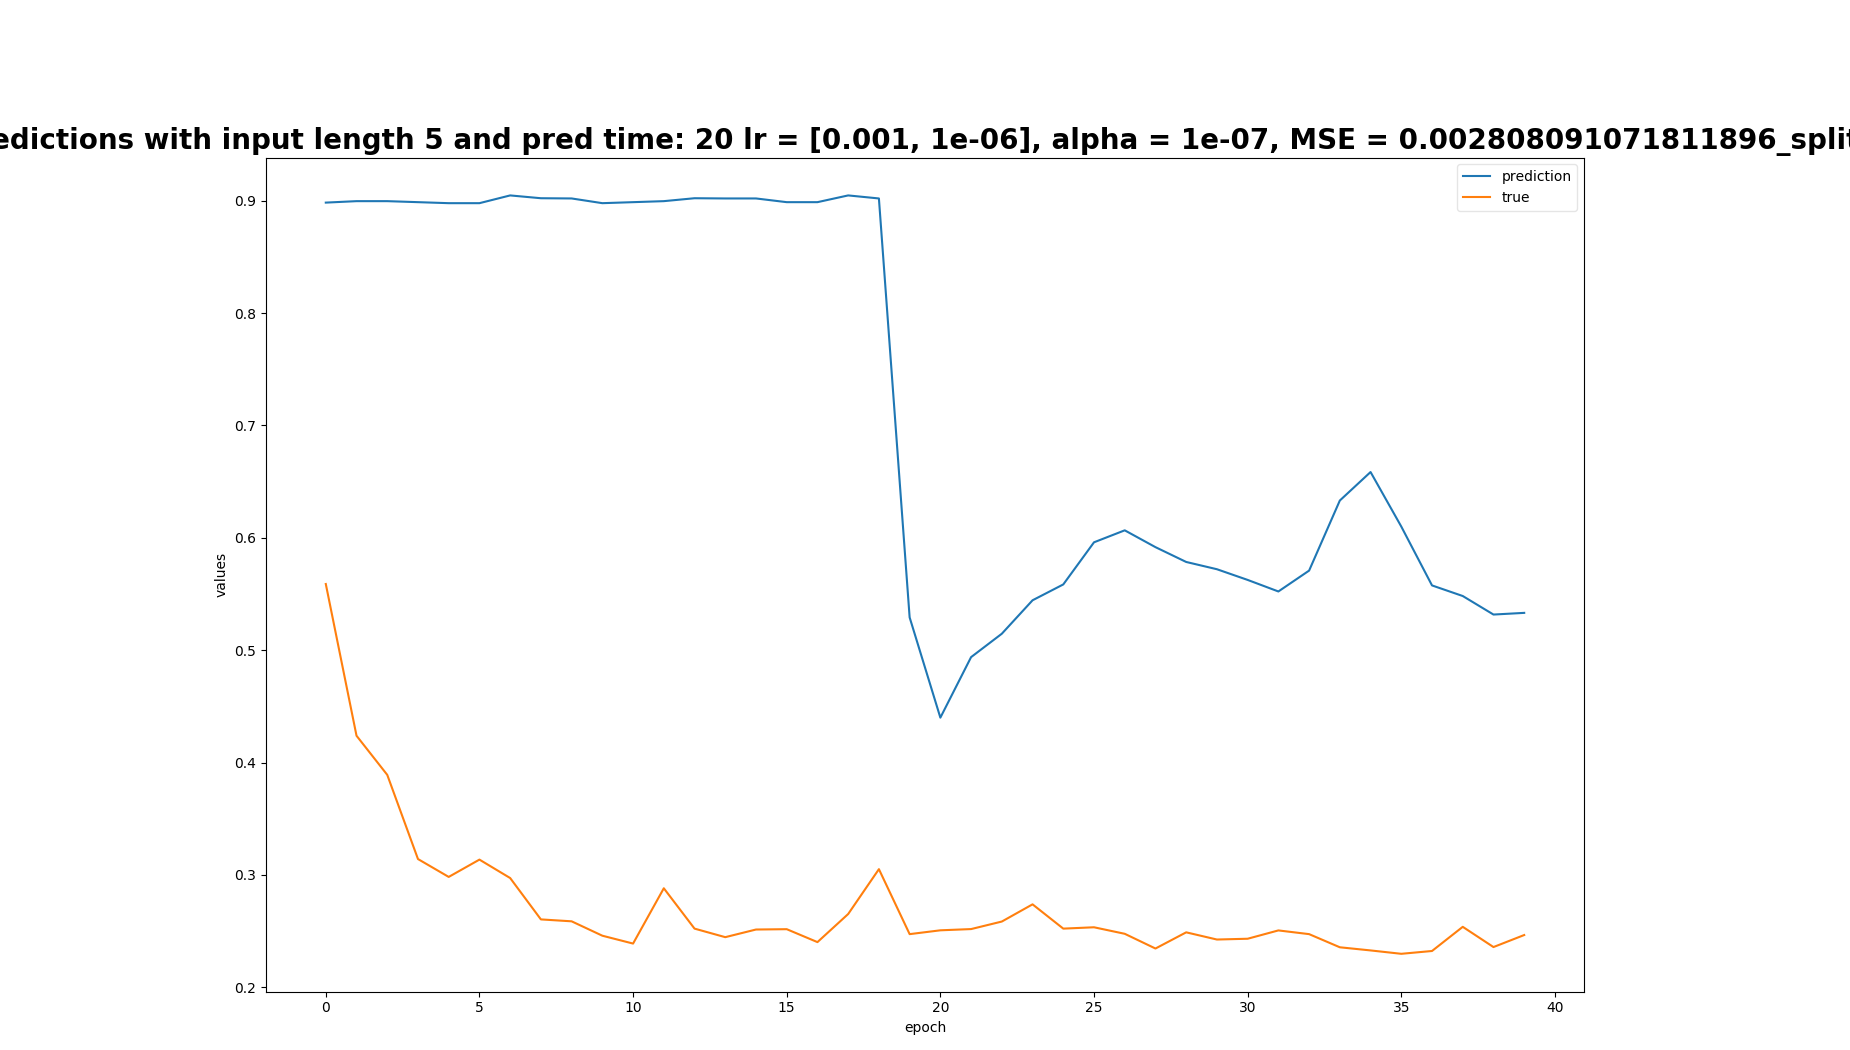 edictions with input length 5 and pred time: 20 lr = [0.001, 1e-06], alpha = 1e-07, MSE = 0.002808091071811896_split
prediction
true
0.9
0.8
0.7
0.6
0.5
0.4
0.3
0.2
values
0 5 10 15 20 25 30 35 40
epoch